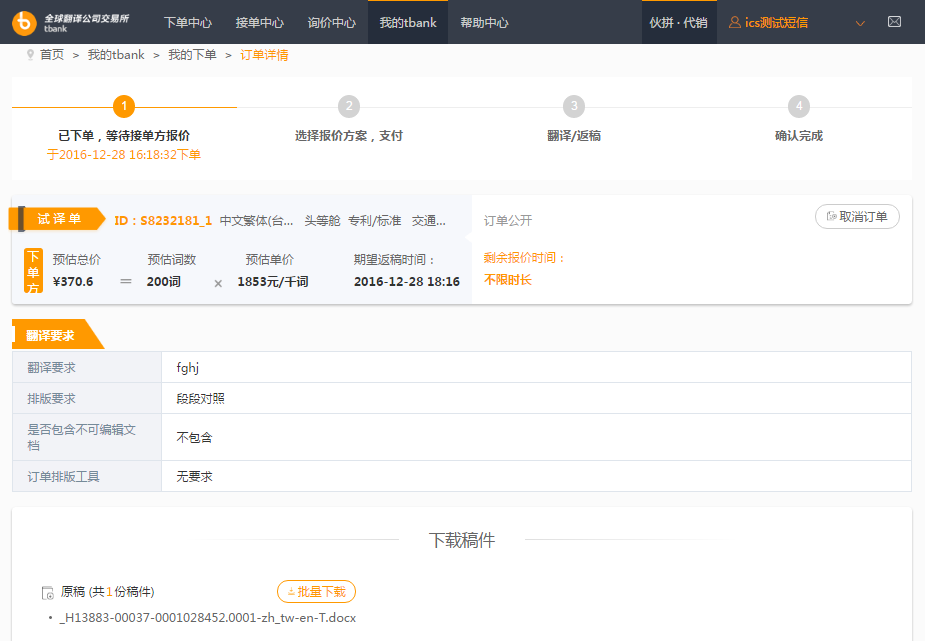 全球翻译公司交易所
tbank
下单中心 接单中心 询价中心 我的tbank 帮助中心 伙拼·代销 ics测试短信
首页 > 我的tbank > 我的下单 > 订单详情
1 2 3 4
已下单，等待接单方报价 选择报价方案，支付 翻译/返稿 确认完成
于2016-12-28 16:18:32下单
试译单 ID：S8232181_1 中文繁体(台... 头等舱 专利/标准 交通... 订单公开 取消订单
下单方
预估总价 预估词数 预估单价 期望返稿时间： 剩余报价时间：
¥370.6 = 200词 × 1853元/千词 2016-12-28 18:16 不限时长
翻译要求
翻译要求 fghj
排版要求 段段对照
是否包含不可编辑文档 不包含
订单排版工具 无要求
下载稿件
原稿 (共1份稿件) 批量下载
• _H13883-00037-0001028452.0001-zh_tw-en-T.docx